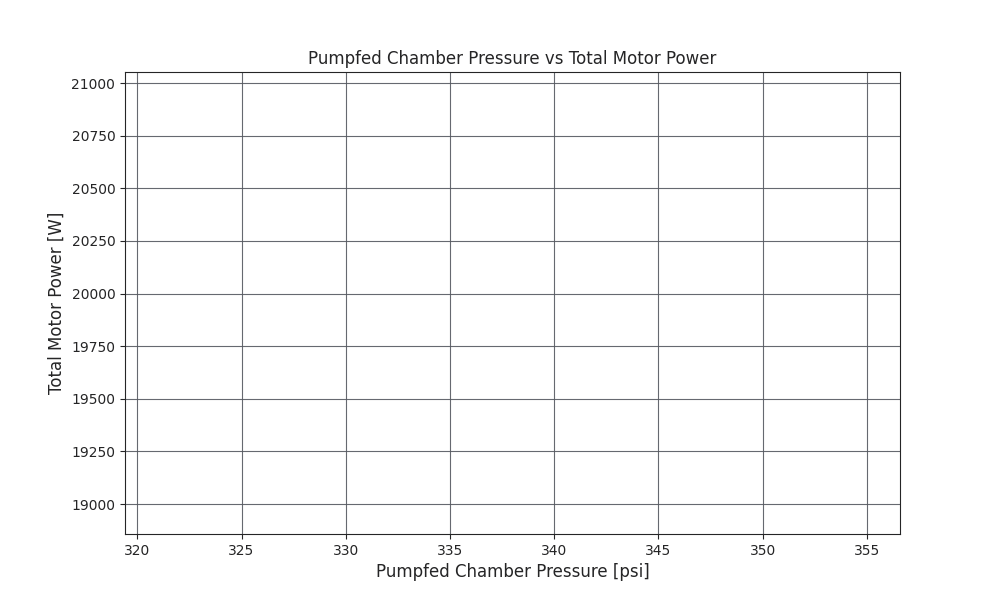 Pumpfed Chamber Pressure vs Total Motor Power
Total Motor Power [W]
21000
20750
20500
20250
20000
19750
19500
19250
19000
320 325 330 335 340 345 350 355
Pumpfed Chamber Pressure [psi]